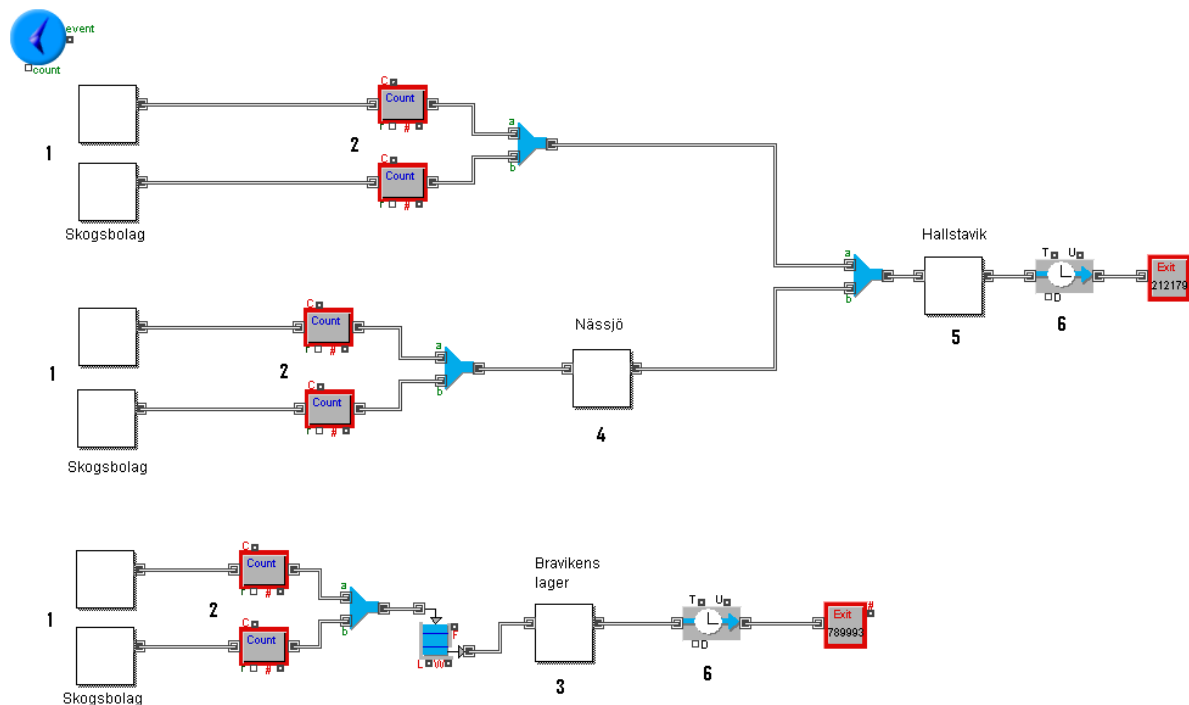 event
count
C
Count
r # 
a
1
2
b
C
Count
r #
Skogsbolag
Hallstavik
T U
a
Exit
212179
D
b
5
6
C
Count
Nässjö
r #
a
1
2
b
C
Count
r #
4
Skogsbolag
C
Count
Bravikens
lager
r #
a
T U
#
1
2
b
Exit
789993
C
Count
F
D
r #
L W
3
6
Skogsbolag